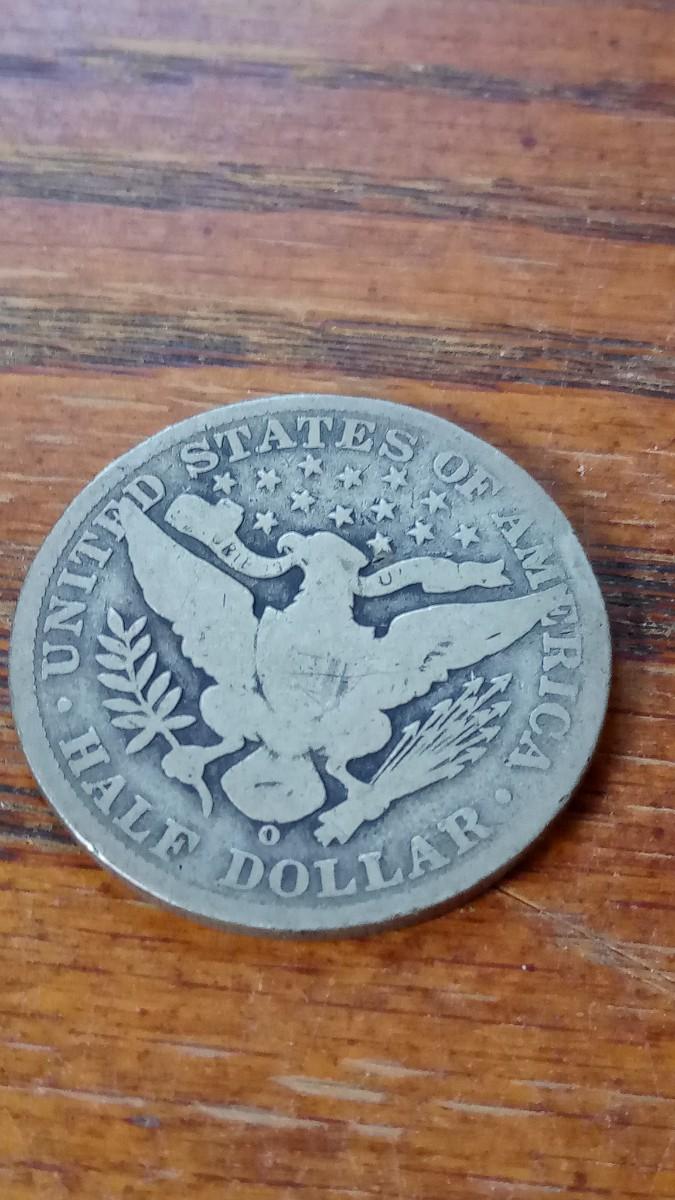 UNITED STATES OF AMERICA
O
HALF DOLLAR